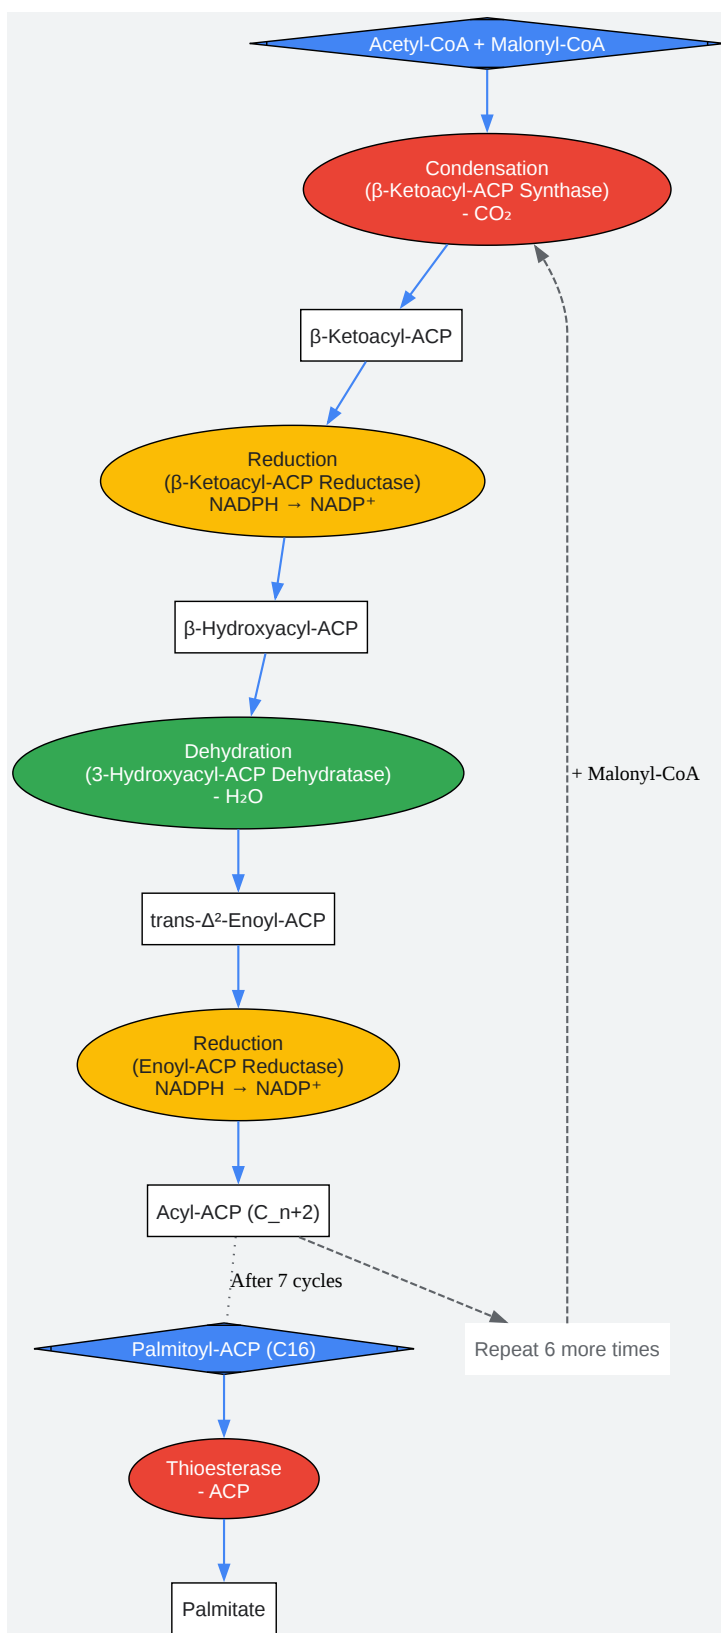 Acetyl-CoA + Malonyl-CoA
Condensation
(β-Ketoacyl-ACP Synthase)
- CO₂
β-Ketoacyl-ACP
Reduction
(β-Ketoacyl-ACP Reductase)
NADPH → NADP⁺
β-Hydroxyacyl-ACP
Dehydration
(3-Hydroxyacyl-ACP Dehydratase)
- H₂O
+ Malonyl-CoA
trans-Δ²-Enoyl-ACP
Reduction
(Enoyl-ACP Reductase)
NADPH → NADP⁺
Acyl-ACP (C_n+2)
After 7 cycles
Palmitoyl-ACP (C16)
Repeat 6 more times
Thioesterase
- ACP
Palmitate